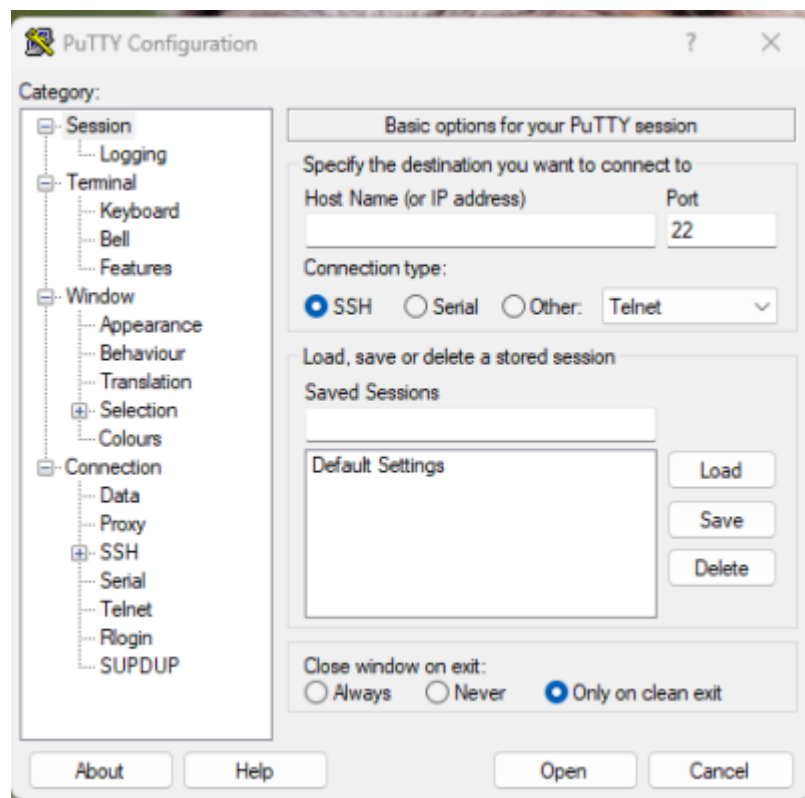 PuTTY Configuration
?
Category:
Session
Logging
Terminal
Keyboard
Bell
Features
Window
Appearance
Behaviour
Translation
Selection
Colours
Connection
Data
Proxy
SSH
Serial
Telnet
Rlogin
SUPDUP
Basic options for your PuTTY session
Specify the destination you want to connect to
Host Name (or IP address) Port
22
Connection type:
SSH Serial Other: Telnet
Load, save or delete a stored session
Saved Sessions
Default Settings
Load
Save
Delete
Close window on exit:
Always Never Only on clean exit
About Help Open Cancel